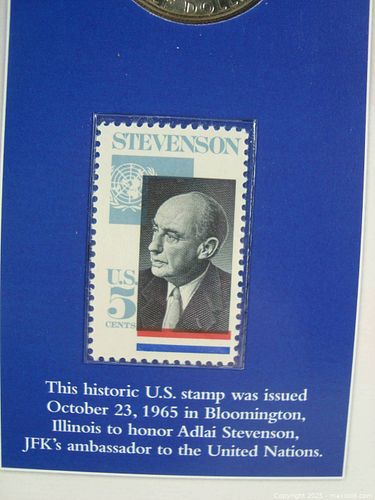 DOLL
STEVENSON
U.S.
5
CENTS
This historic U.S. stamp was issued
October 23, 1965 in Bloomington,
Illinois to honor Adlai Stevenson,
JFK's ambassador to the United Nations.